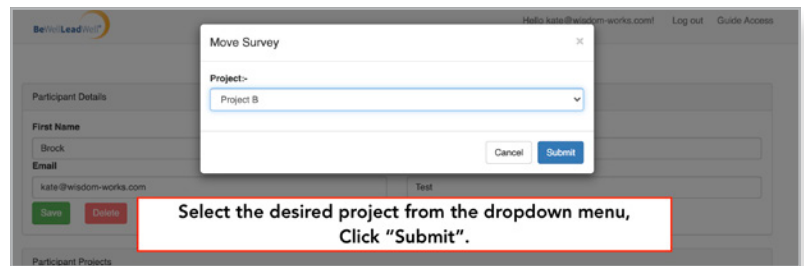 BeWellLeadWell®
Hello kate@wisdom-works.com!
Log out
Guide Access
Move Survey
×
Project:-
Project B
Cancel
Submit
Participant Details
First Name
Brock
Email
kate@wisdom-works.com
Test
Save
Delete
Select the desired project from the dropdown menu,
Click “Submit”.
Participant Projects